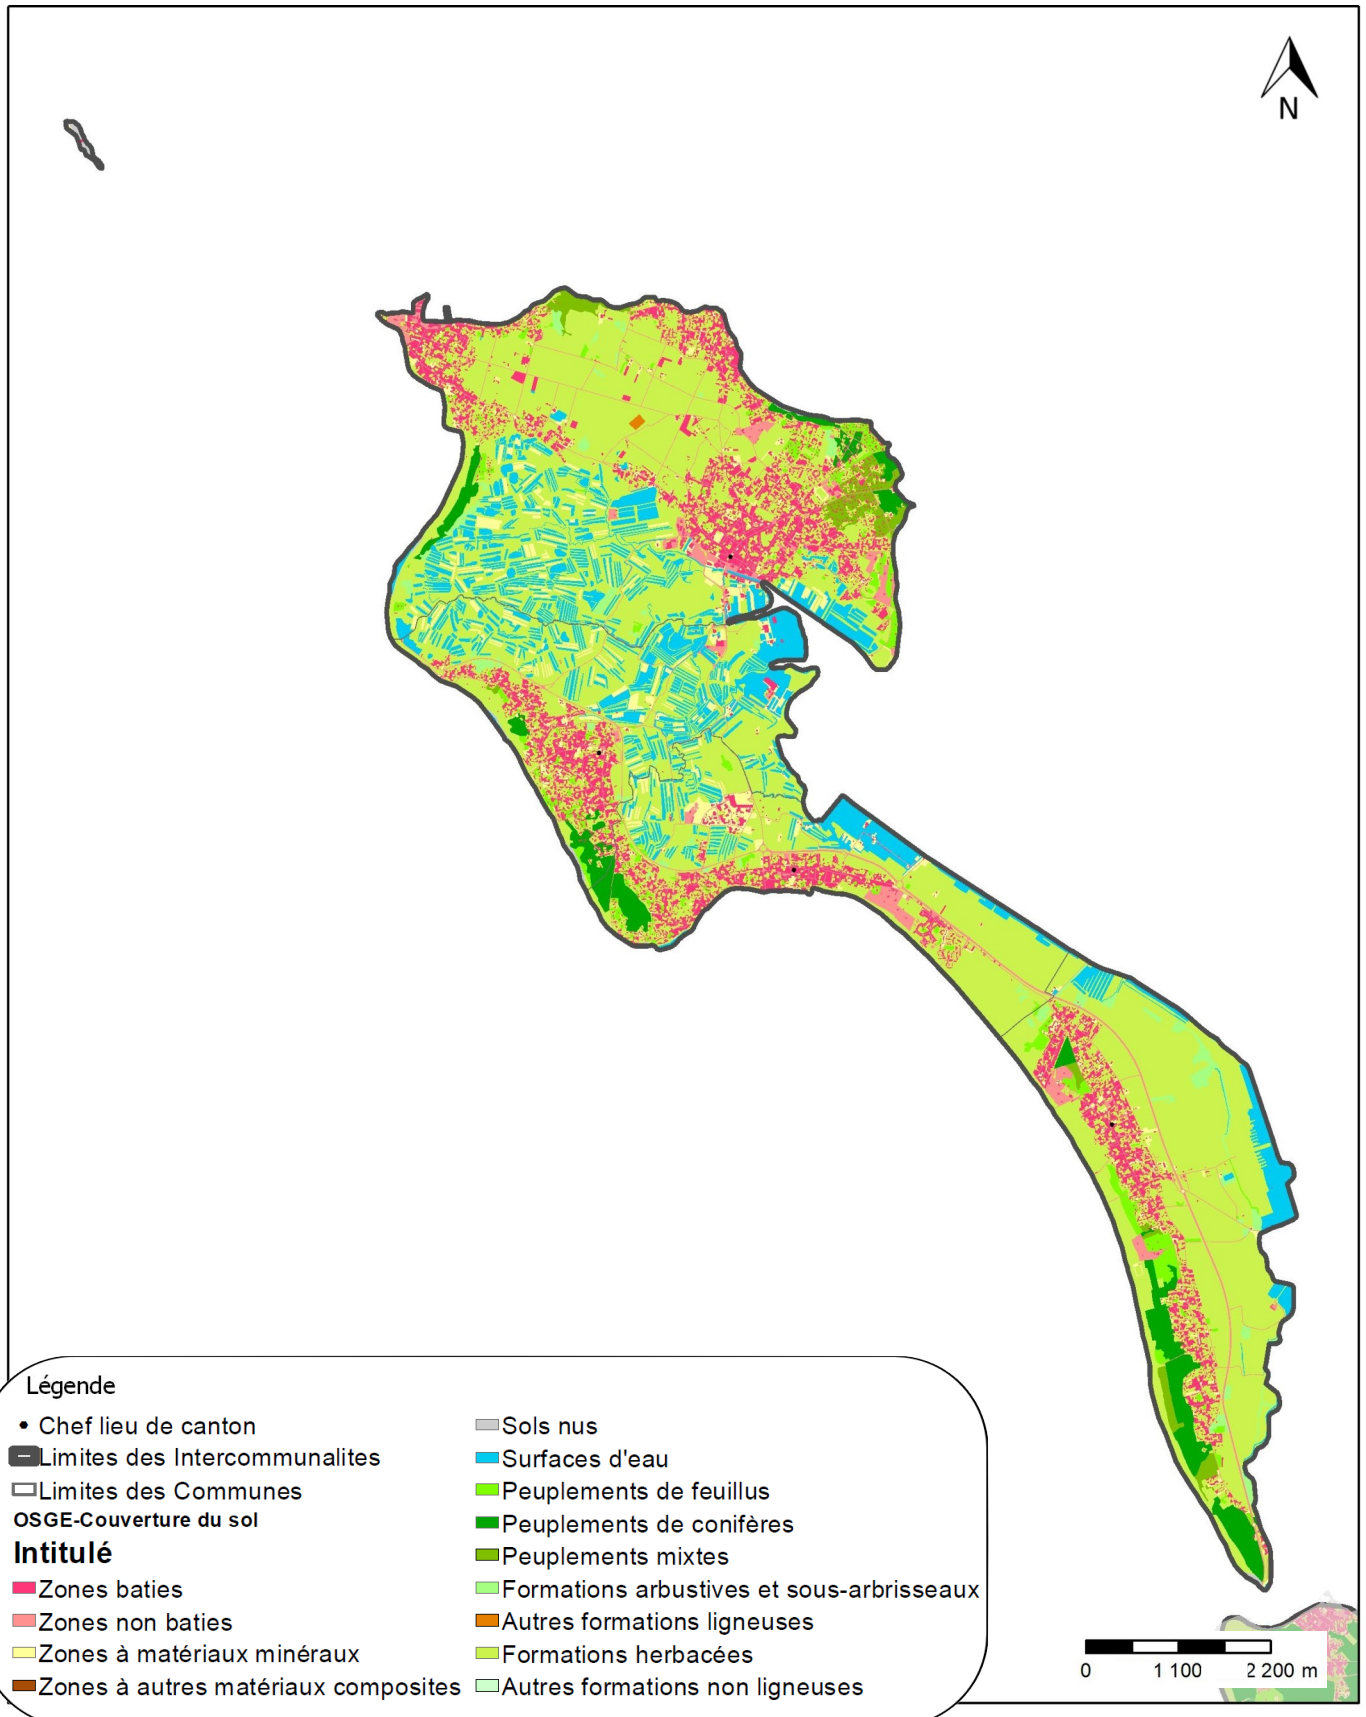 N
Légende
Chef lieu de canton
Limites des Intercommunalites
Limites des Communes
OSGE-Couverture du sol
Intitulé
Zones baties
Zones non baties
Zones à matériaux minéraux
Zones à autres matériaux composites
Sols nus
Surfaces d'eau
Peuplements de feuillus
Peuplements de conifères
Peuplements mixtes
Formations arbustives et sous-arbrisseaux
Autres formations ligneuses
Formations herbacées
Autres formations non ligneuses
0 1 100 2 200 m